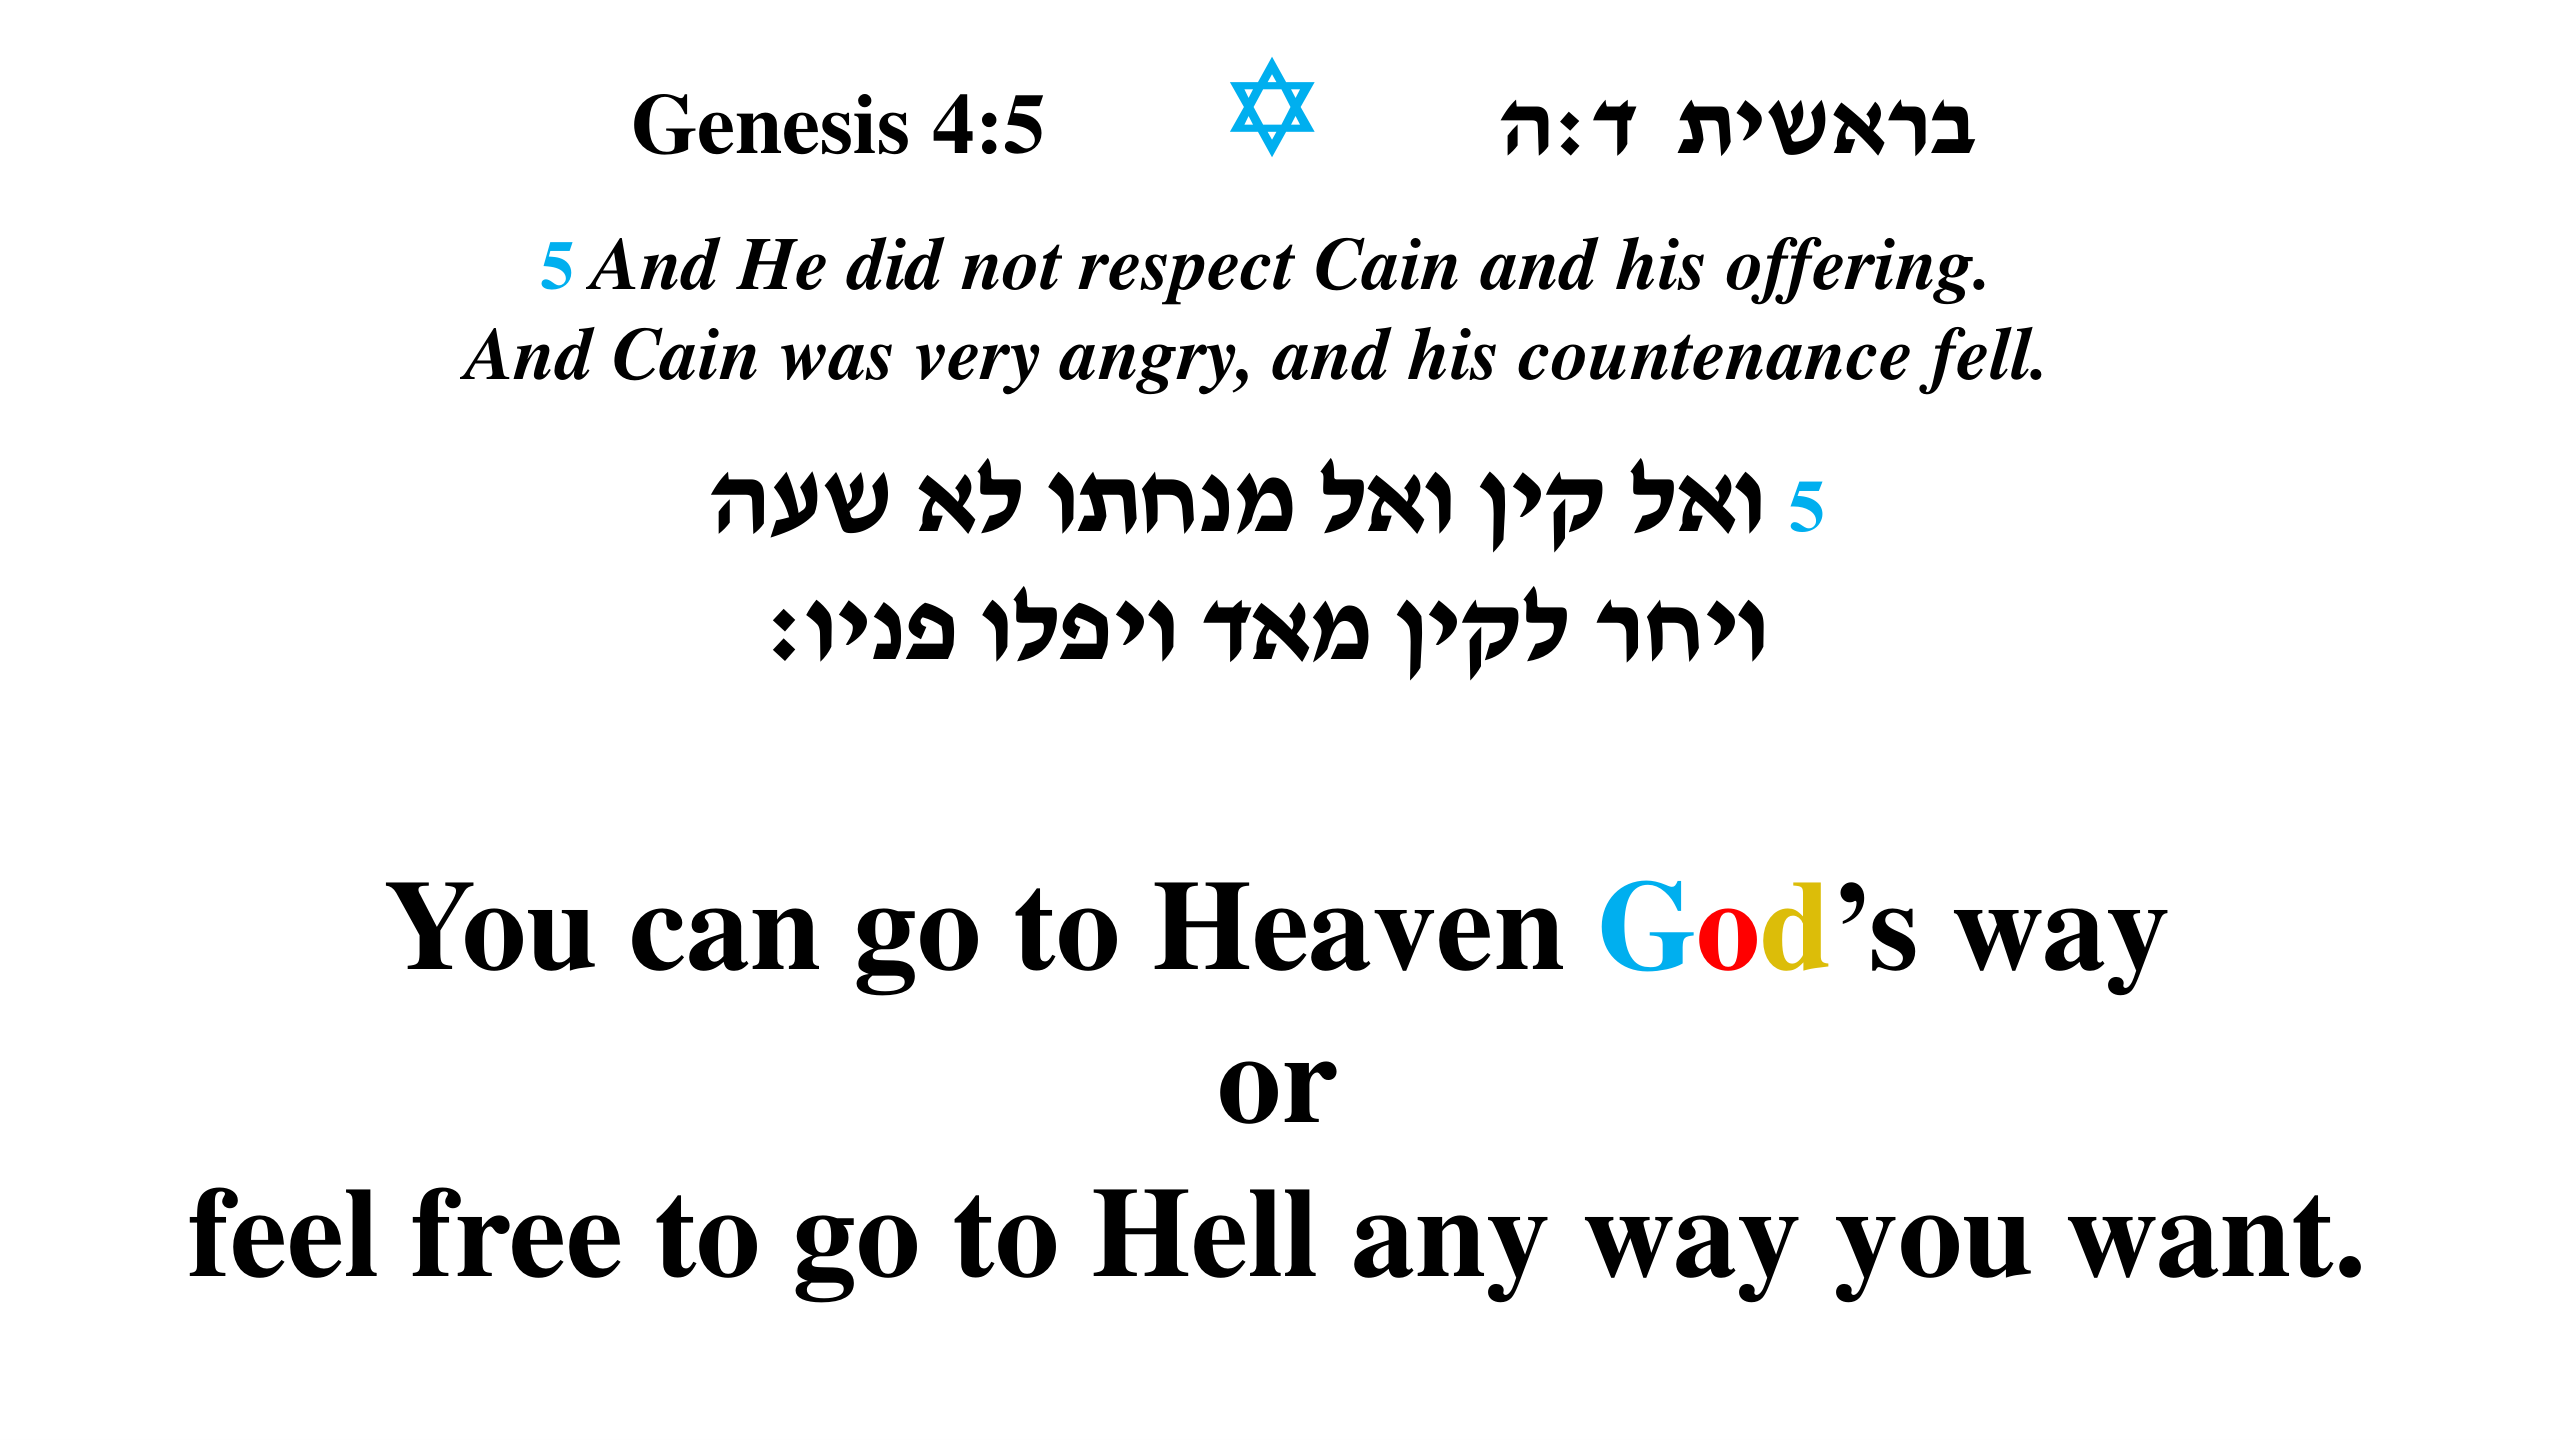 Genesis 4:5 ✡ בראשית ד:ה
5 And He did not respect Cain and his offering.
And Cain was very angry, and his countenance fell.
5 ואל קין ואל מנחתו לא שעה
ויחר לקין מאד ויפלו פניו:
You can go to Heaven God’s way
or
feel free to go to Hell any way you want.